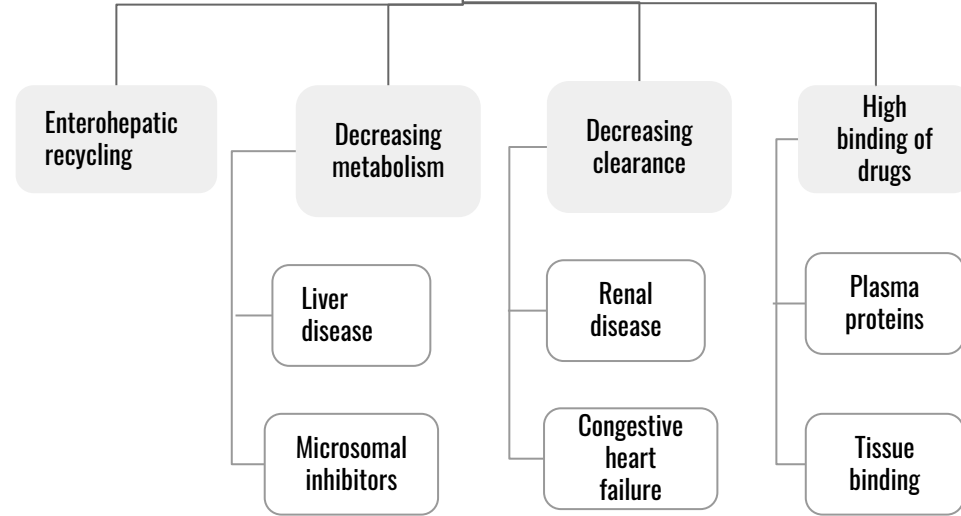 Enterohepatic
recycling
Decreasing
metabolism
Liver
disease
Microsomal
inhibitors
Decreasing
clearance
Renal
disease
Congestive
heart
failure
High
binding of
drugs
Plasma
proteins
Tissue
binding